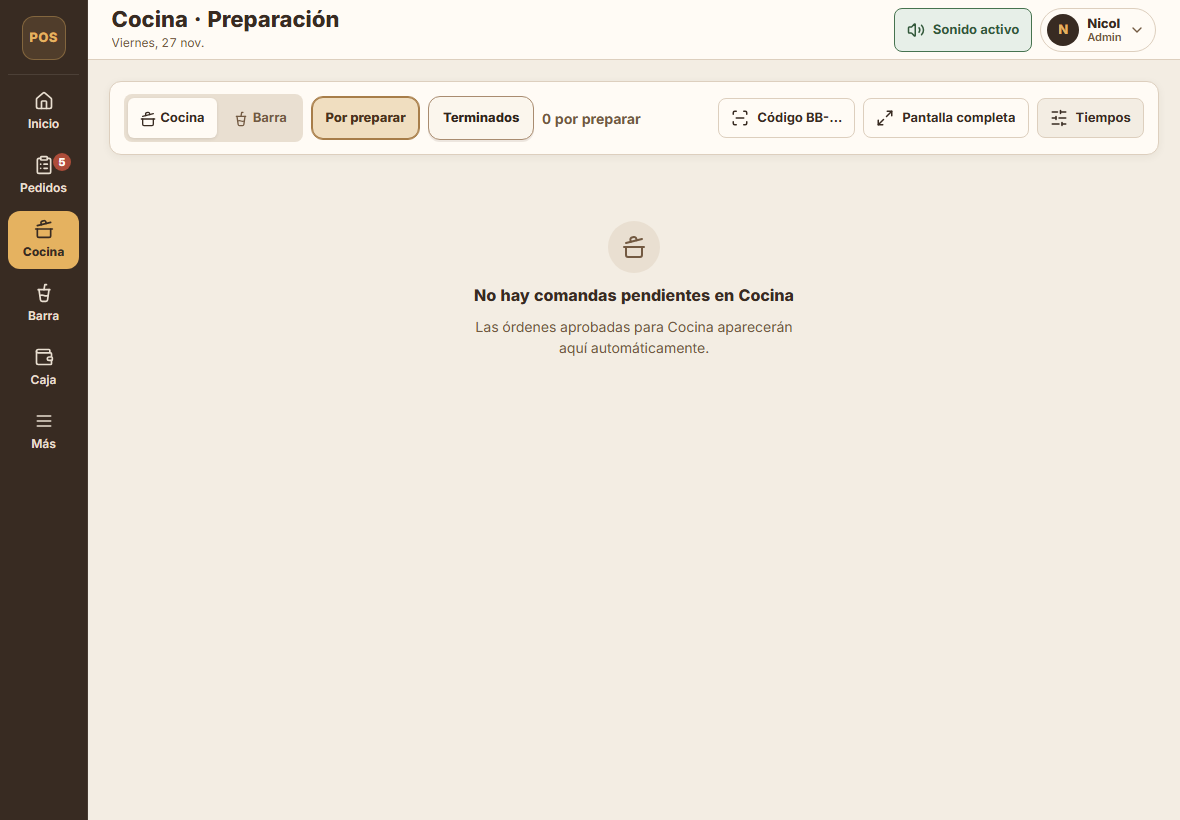 POS
Inicio
5
Pedidos
Cocina
Barra
Caja
Más
Cocina · Preparación
Viernes, 27 nov.
Sonido activo
N
Nicol
Admin
Cocina
Barra
Por preparar
Terminados
0 por preparar
Código BB-...
Pantalla completa
Tiempos
No hay comandas pendientes en Cocina
Las órdenes aprobadas para Cocina aparecerán
aquí automáticamente.